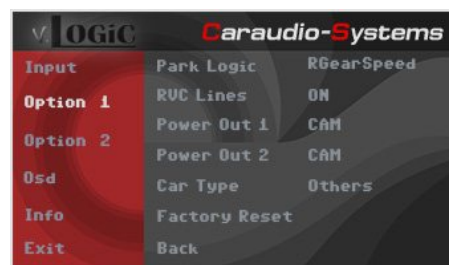 v.LOGiC Caraudio-Systems
Input Park Logic RGearSpeed
Option 1 RVC Lines ON
Power Out 1 CAM
Option 2 Power Out 2 CAM
Osd Car Type Others
Info Factory Reset
Exit Back